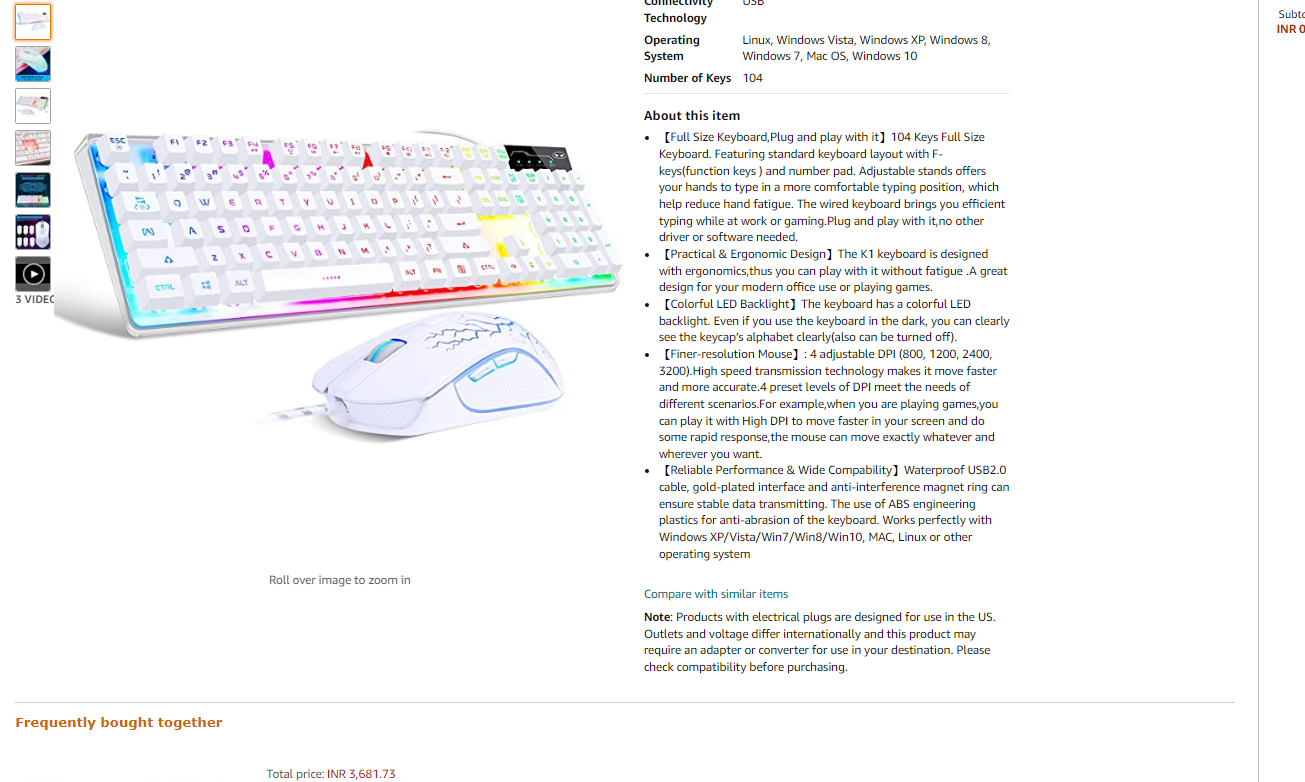 Connectivity USB
Technology
Operating Linux, Windows Vista, Windows XP, Windows 8,
System Windows 7, Mac OS, Windows 10
Number of Keys 104
About this item
【Full Size Keyboard,Plug and play with it】104 Keys Full Size
Keyboard. Featuring standard keyboard layout with F-
keys(function keys ) and number pad. Adjustable stands offers
your hands to type in a more comfortable typing position, which
help reduce hand fatigue. The wired keyboard brings you efficient
typing while at work or gaming.Plug and play with it,no other
driver or software needed.
【Practical & Ergonomic Design】The K1 keyboard is designed
with ergonomics,thus you can play with it without fatigue .A great
design for your modern office use or playing games.
【Colorful LED Backlight】The keyboard has a colorful LED
backlight. Even if you use the keyboard in the dark, you can clearly
see the keycap's alphabet clearly(also can be turned off).
【Finer-resolution Mouse】: 4 adjustable DPI (800, 1200, 2400,
3200).High speed transmission technology makes it move faster
and more accurate.4 preset levels of DPI meet the needs of
different scenarios.For example,when you are playing games,you
can play it with High DPI to move faster in your screen and do
some rapid response,the mouse can move exactly whatever and
wherever you want.
【Reliable Performance & Wide Compability】Waterproof USB2.0
cable, gold-plated interface and anti-interference magnet ring can
ensure stable data transmitting. The use of ABS engineering
plastics for anti-abrasion of the keyboard. Works perfectly with
Windows XP/Vista/Win7/Win8/Win10, MAC, Linux or other
operating system
Compare with similar items
Note: Products with electrical plugs are designed for use in the US.
Outlets and voltage differ internationally and this product may
require an adapter or converter for use in your destination. Please
check compatibility before purchasing.
3 VIDEO
ESC F1 F2 F3 F4
Q W E R T Y U I O P
A S D F G H J K L
Z X C V B N M
CTRL ALT ALT FN CTRL
Roll over image to zoom in
Subto
INR 0
Frequently bought together
Total price: INR 3,681.73